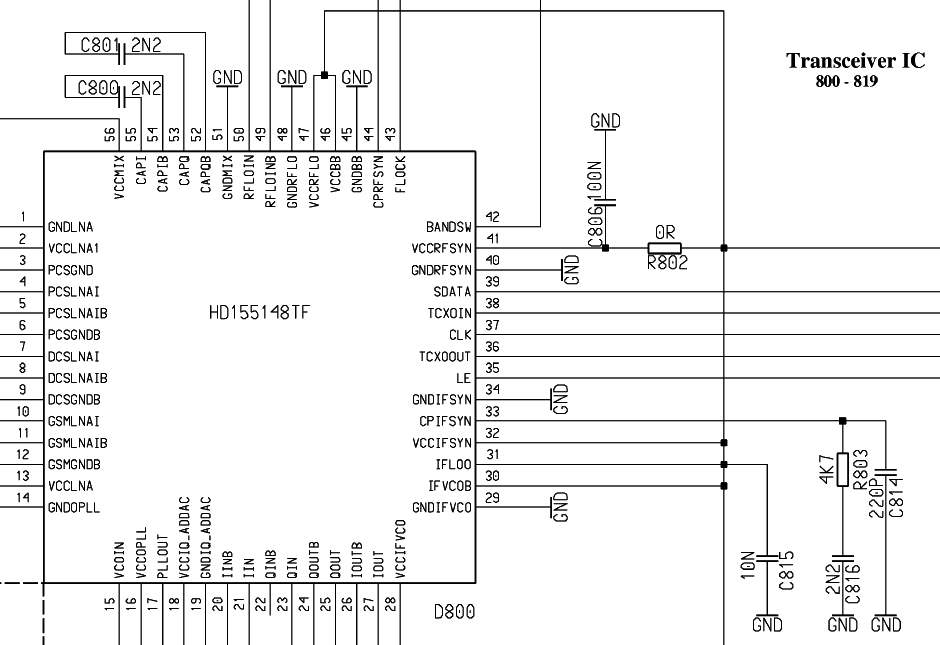 C801 2N2
C800 2N2
GND GND GND
Transceiver IC
800 - 819
56 55 54 53 52 51 50 49 48 47 46 45 44 43
VCCMIX CAPI CAPIB CAPQ CAPQB GNDMIX RFLOIN RFLOINB GNDRFLO VCCRFLO VCCBB GNDBB CPRFSYN FLOCK
GND
C806 100N
0R
R802
1 GNDLNA
2 VCCLNA1
3 PCSGND
4 PCSLNAI
5 PCSLNAIB
6 PCSGNDB
7 DCSLNAI
8 DCSLNAIB
9 DCSGNDB
10 GSMLNAI
11 GSMLNAIB
12 GSMGNDB
13 VCCLNA
14 GNDOPLL
HD155148TF
BANDSW 42
VCCRFSYN 41
GNDRFSYN 40 GND
SDATA 39
TCXOIN 38
CLK 37
TCXOOUT 36
LE 35
GNDIFSYN 34 GND
CPIFSYN 33
VCCIFSYN 32
IFLOO 31
IFVCOB 30
GNDIFVCO 29 GND
4K7 R803
220P C814
10N C815
2N2 C816
GND GND GND
VCOIN VCCOPLL PLLOUT VCCIQ_ADDAC GNDIQ_ADDAC IINB IIN QINB QIN QOUTB QOUT IOUTB IOUT VCCIFVCO
15 16 17 18 19 20 21 22 23 24 25 26 27 28
D800